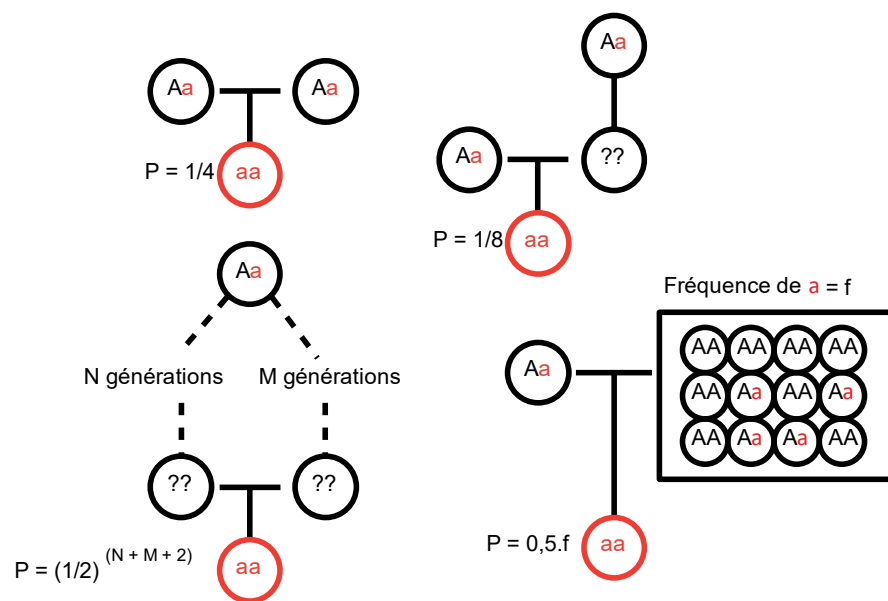 Aa
Aa
P = 1/4
aa
Aa
Aa
??
P = 1/8
aa
Aa
N générations
M générations
??
??
P = (1/2) (N + M + 2)
aa
Fréquence de a = f
Aa
AA AA AA AA
AA Aa AA Aa
AA Aa Aa AA
P = 0,5.f
aa